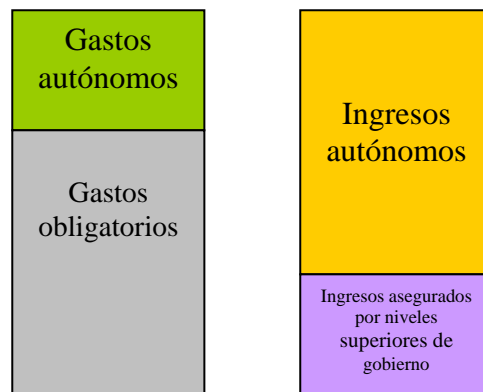 Gastos
autónomos
Gastos
obligatorios
Ingresos
autónomos
Ingresos asegurados
por niveles
superiores de
gobierno